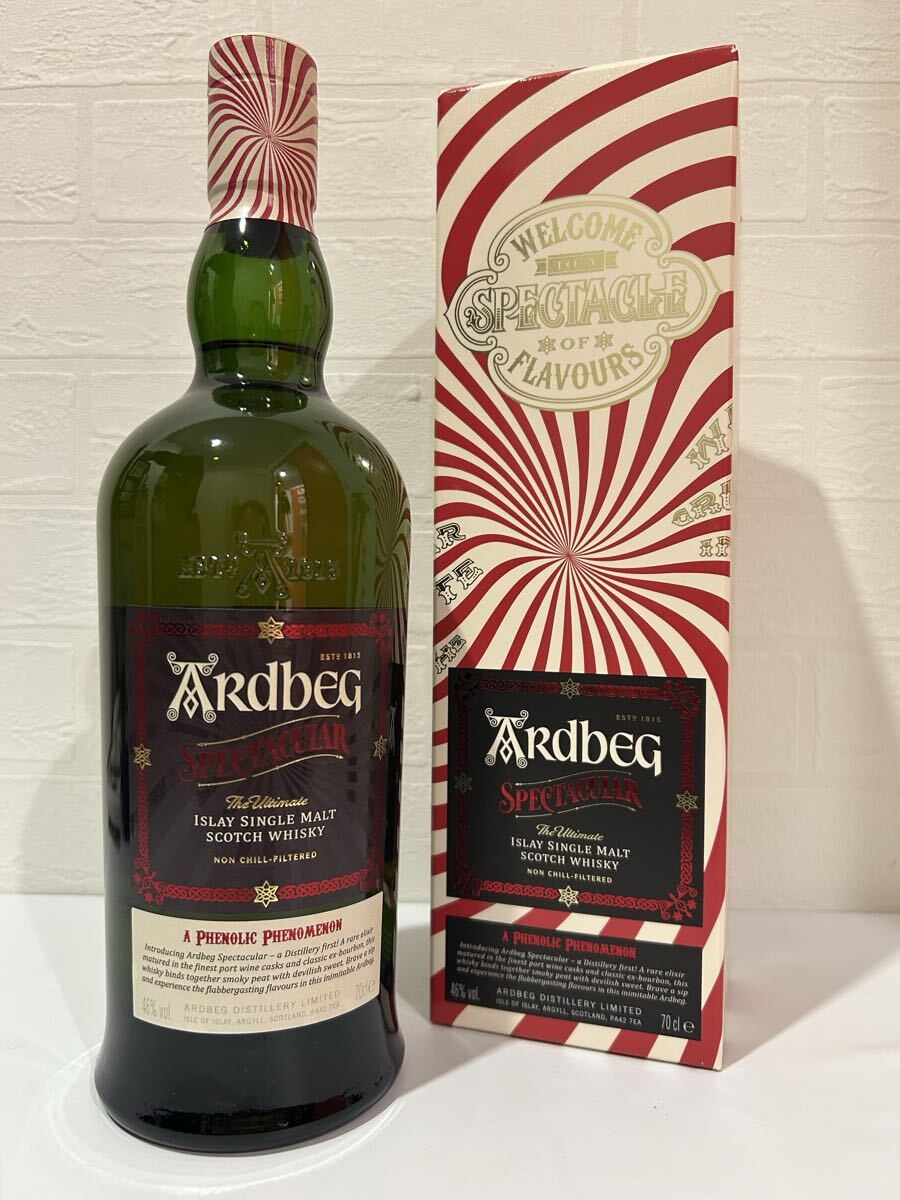 ARDBEG 1815
ESTD 1815
ARDBEG
SPECTACULAR
The Ultimate
ISLAY SINGLE MALT
SCOTCH WHISKY
NON CHILL-FILTERED
A PHENOLIC PHENOMENON
Introducing Ardbeg Spectacular – a Distillery first! A rare elixir
matured in the finest port wine casks and classic ex-bourbon, this
whisky binds together smoky peat with devilish sweet. Brave a sip
and experience the flabbergasting flavours in this inimitable Ardbeg.
46% vol.
ARDBEG DISTILLERY LIMITED
ISLE OF ISLAY, ARGYLL, SCOTLAND, PA42 7EA
70cl e
WELCOME
TO A
SPECTACLE
OF
FLAVOURS
ESTD 1815
ARDBEG
SPECTACULAR
The Ultimate
ISLAY SINGLE MALT
SCOTCH WHISKY
NON CHILL-FILTERED
A PHENOLIC PHENOMENON
Introducing Ardbeg Spectacular – a Distillery first! A rare elixir
matured in the finest port wine casks and classic ex-bourbon, this
whisky binds together smoky peat with devilish sweet. Brave a sip
and experience the flabbergasting flavours in this inimitable Ardbeg.
46% vol.
ARDBEG DISTILLERY LIMITED
ISLE OF ISLAY, ARGYLL, SCOTLAND, PA42 7EA
70 cl e